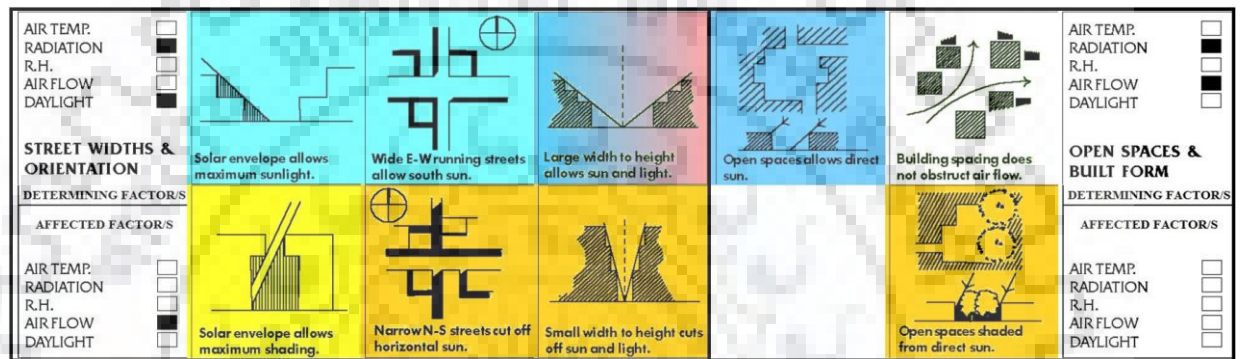 AIR TEMP.
RADIATION
R.H.
AIR FLOW
DAYLIGHT
STREET WIDTHS &
ORIENTATION
DETERMINING FACTOR/S
AFFECTED FACTOR/S
AIR TEMP.
RADIATION
R.H.
AIR FLOW
DAYLIGHT
Solar envelope allows
maximum sunlight.
Wide E-W running streets
allow south sun.
Large width to height
allows sun and light.
Open spaces allows direct
sun.
Building spacing does
not obstruct air flow.
Solar envelope allows
maximum shading.
Narrow N-S streets cut off
horizontal sun.
Small width to height cuts
off sun and light.
Open spaces shaded
from direct sun.
AIR TEMP.
RADIATION
R.H.
AIR FLOW
DAYLIGHT
OPEN SPACES &
BUILT FORM
DETERMINING FACTOR/S
AFFECTED FACTOR/S
AIR TEMP.
RADIATION
R.H.
AIR FLOW
DAYLIGHT